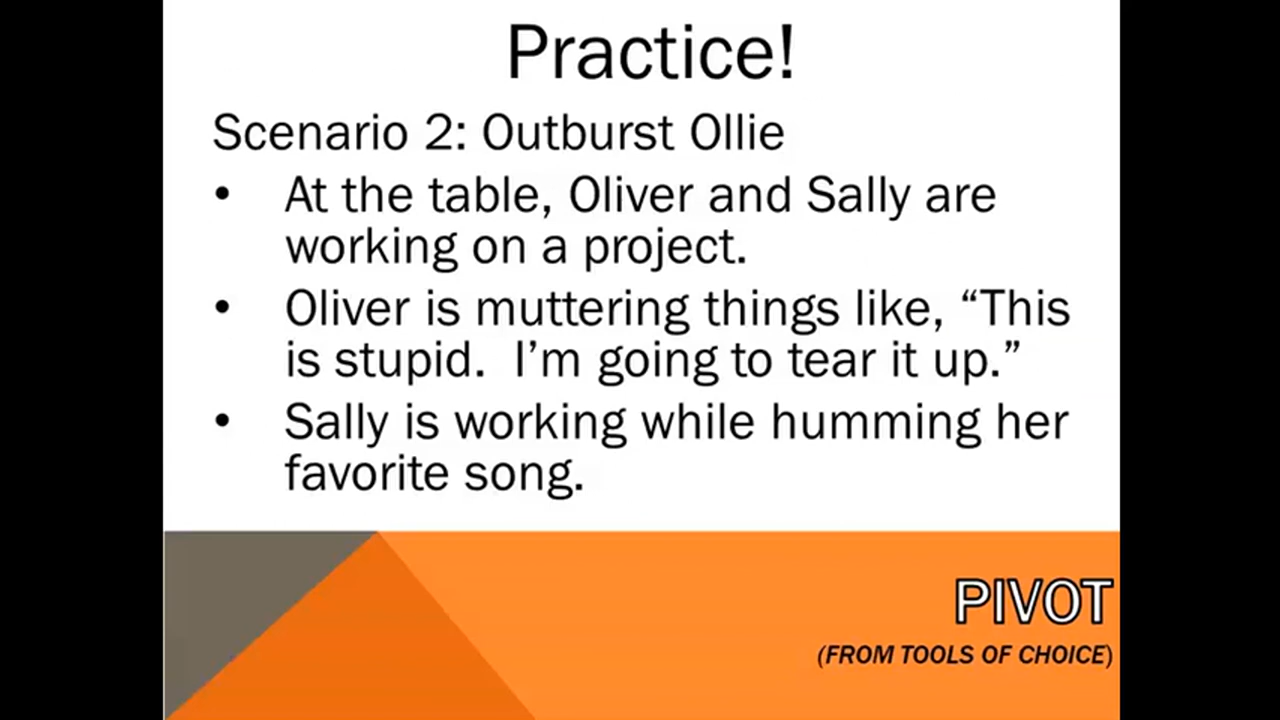 Practice!
Scenario 2: Outburst Ollie
• At the table, Oliver and Sally are
working on a project.
• Oliver is muttering things like, “This
is stupid.  I’m going to tear it up.”
• Sally is working while humming her
favorite song.
PIVOT
(FROM TOOLS OF CHOICE)